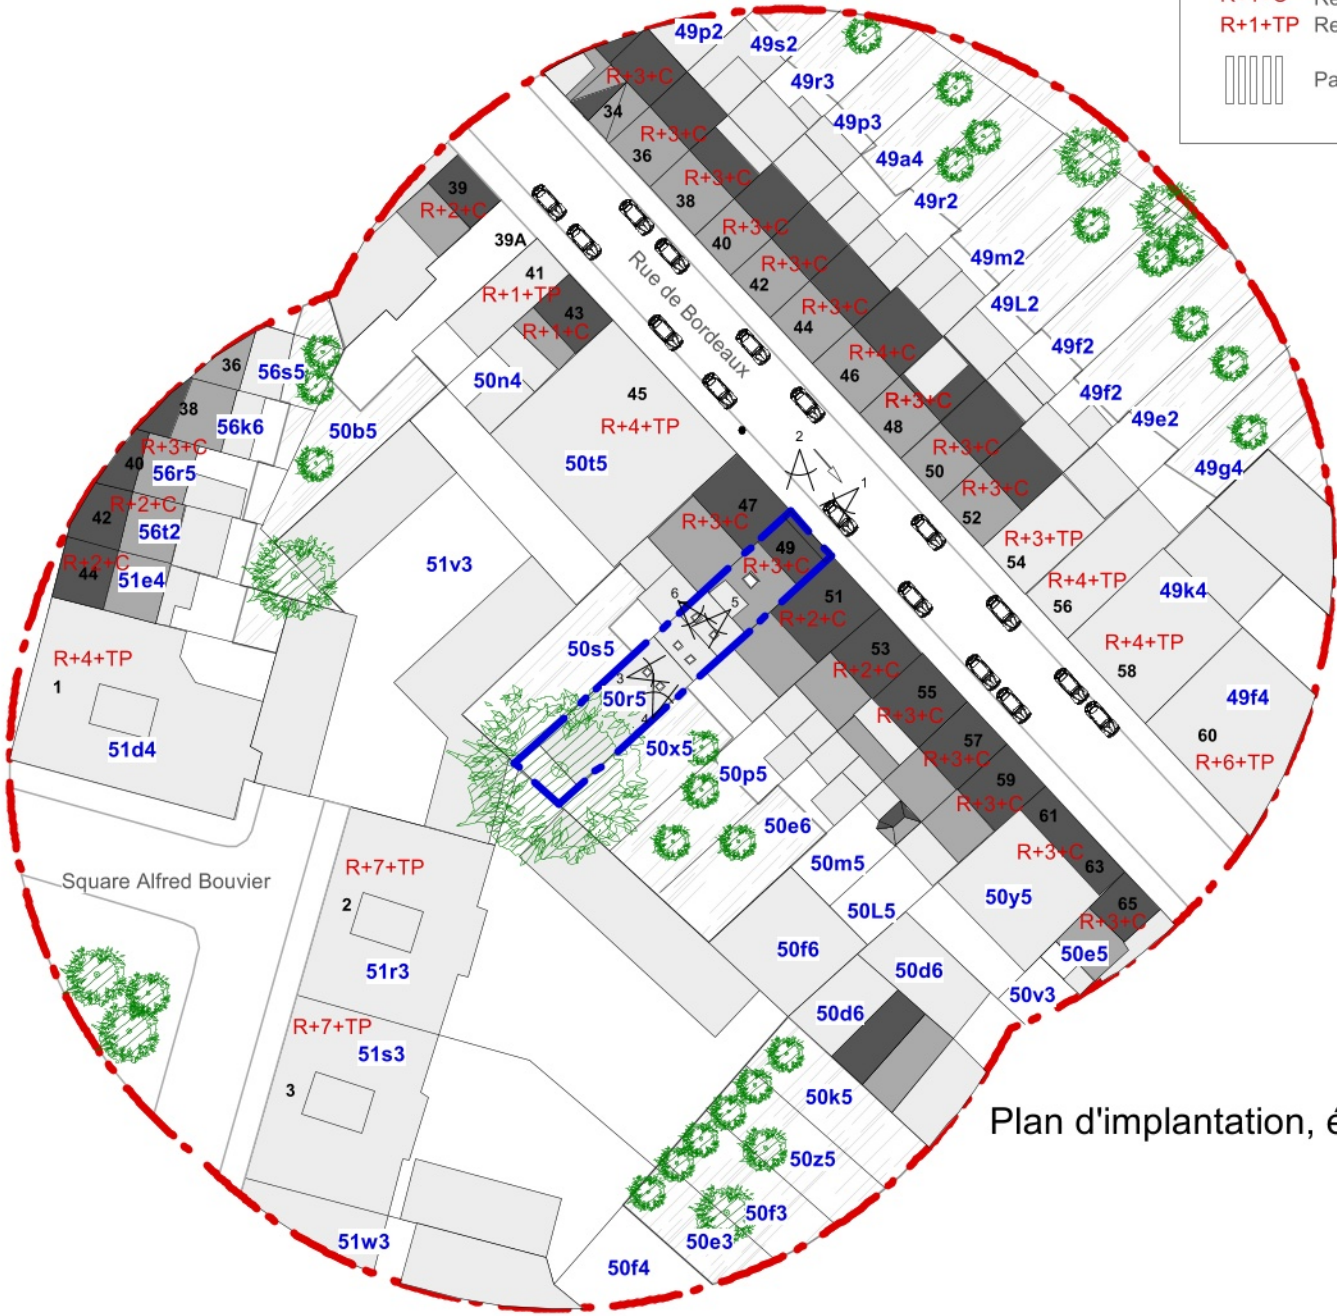 Re
R+1+TP Re
Pa
49p2
49s2
R+3+C
49r3
34
49p3
R+3+C
36
49a4
39
R+3+C
R+2+C
38
49r2
R+3+C
39A
40
49m2
41
R+3+C
Rue de Bordeaux
42
R+1+TP
49L2
43
R+3+C
R+1+C
44
49f2
R+4+C
36
56s5
46
50n4
49f2
45
R+3+C
38
49e2
R+4+TP
56k6
48
50b5
2
R+3+C
R+3+C
50t5
49g4
40
56r5
50
1
R+3+C
47
R+2+C
42
52
R+3+C
56t2
R+3+TP
49
51v3
54
R+2+C
R+3+C
44
51e4
R+4+TP
49k4
6
5
51
56
R+2+C
R+4+TP
50s5
53
R+4+TP
58
R+2+C
3
1
50r5
55
49f4
4
R+3+C
60
51d4
50x5
57
R+3+C
R+6+TP
50p5
59
R+3+C
61
50e6
R+3+C
50m5
63
R+7+TP
Square Alfred Bouvier
50y5
2
50L5
65
R+3+C
50f6
50e5
51r3
50d6
50v3
50d6
R+7+TP
51s3
3
50k5
Plan d'implantation, é
50z5
50f3
51w3
50e3
50f4